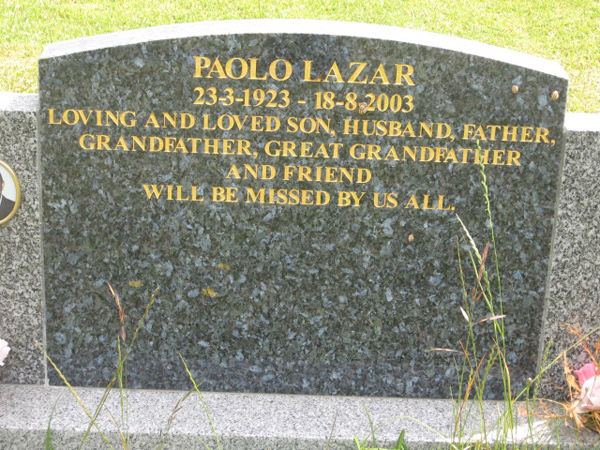 PAOLO LAZAR
23-3-1923 - 18-8-2003
LOVING AND LOVED SON, HUSBAND, FATHER,
GRANDFATHER, GREAT GRANDFATHER
AND FRIEND
WILL BE MISSED BY US ALL.